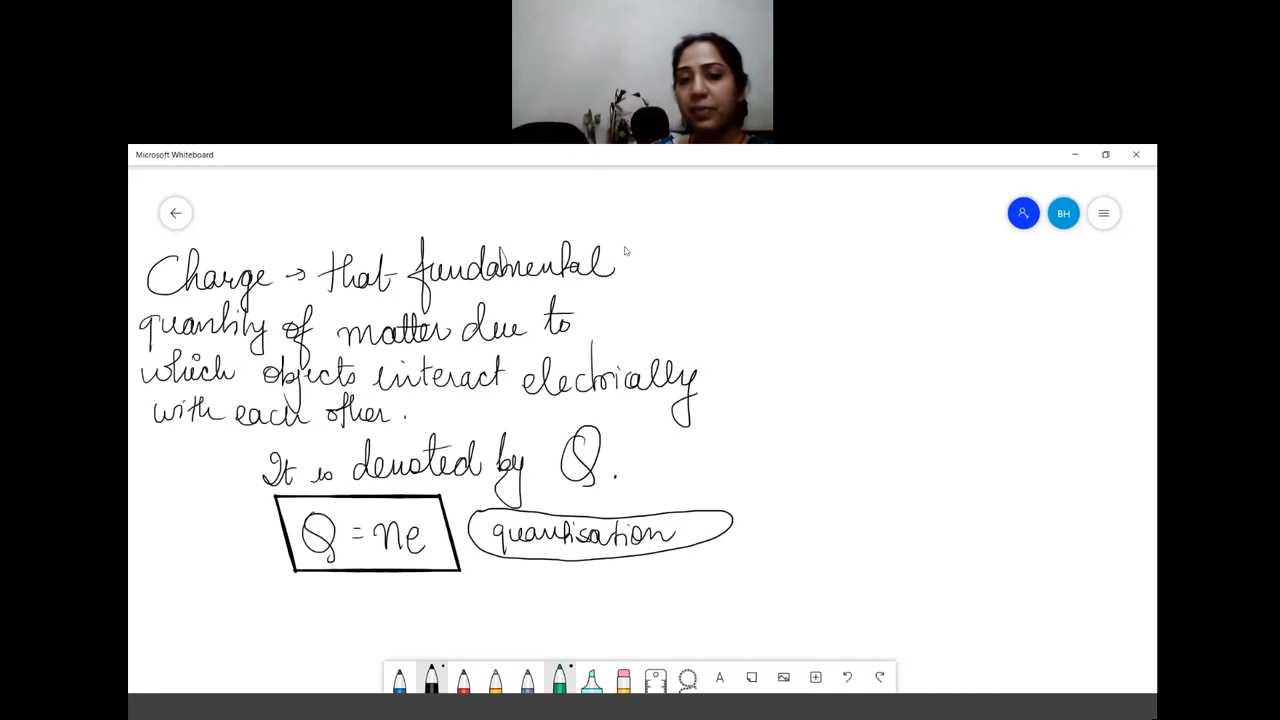 Microsoft Whiteboard
BH
Charge → that fundamental
quantity of matter due to
which objects interact electrically
with each other.
It is denoted by Q.
Q = ne quantisation
A